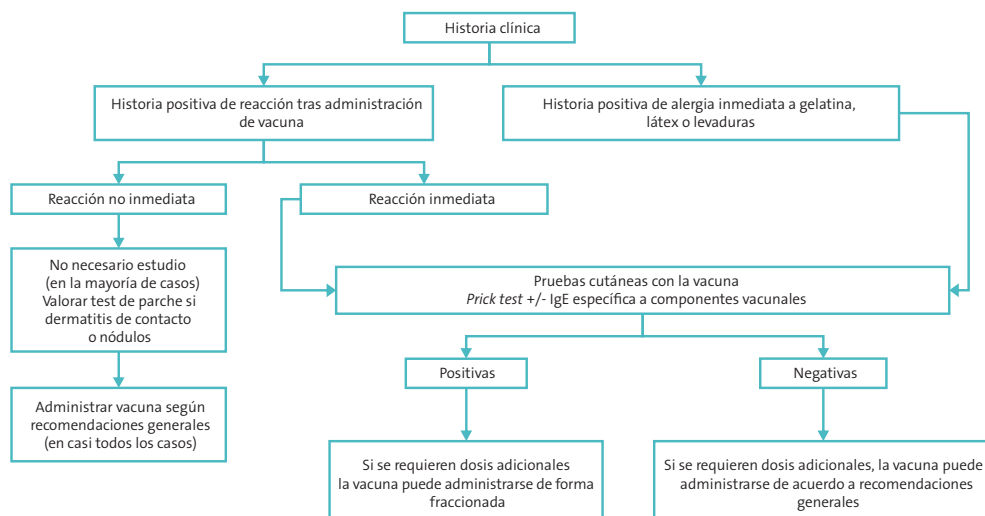 Historia clínica
Historia positiva de reacción tras administración
de vacuna
Historia positiva de alergia inmediata a gelatina,
látex o levaduras
Reacción no inmediata
Reacción inmediata
No necesario estudio
(en la mayoría de casos)
Valorar test de parche si
dermatitis de contacto
o nódulos
Pruebas cutáneas con la vacuna
Prick test +/- IgE específica a componentes vacunales
Positivas
Negativas
Administrar vacuna según
recomendaciones generales
(en casi todos los casos)
Si se requieren dosis adicionales
la vacuna puede administrarse de forma
fraccionada
Si se requieren dosis adicionales, la vacuna puede
administrarse de acuerdo a recomendaciones
generales